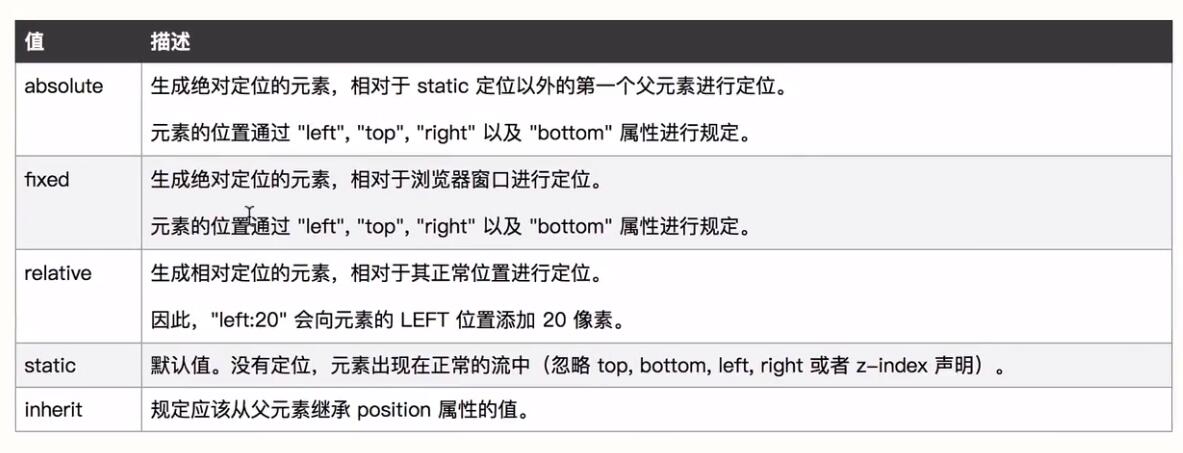 值 描述
absolute 生成绝对定位的元素，相对于 static 定位以外的第一个父元素进行定位。
元素的位置通过 "left", "top", "right" 以及 "bottom" 属性进行规定。
fixed 生成绝对定位的元素，相对于浏览器窗口进行定位。
元素的位置通过 "left", "top", "right" 以及 "bottom" 属性进行规定。
relative 生成相对定位的元素，相对于其正常位置进行定位。
因此，"left:20" 会向元素的 LEFT 位置添加 20 像素。
static 默认值。没有定位，元素出现在正常的流中（忽略 top, bottom, left, right 或者 z-index 声明）。
inherit 规定应该从父元素继承 position 属性的值。